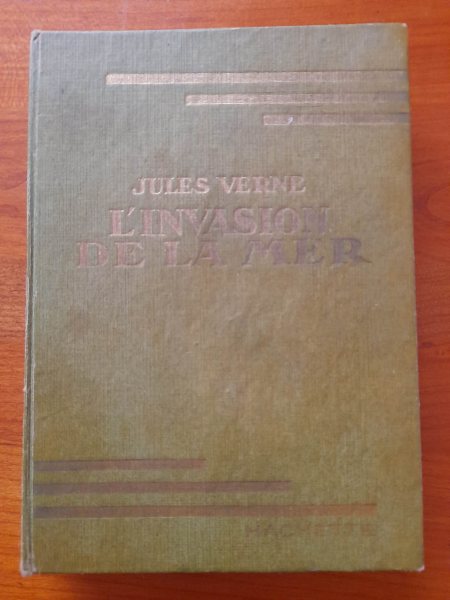 JULES VERNE
L'INVASION
DE LA MER
HACHETTE